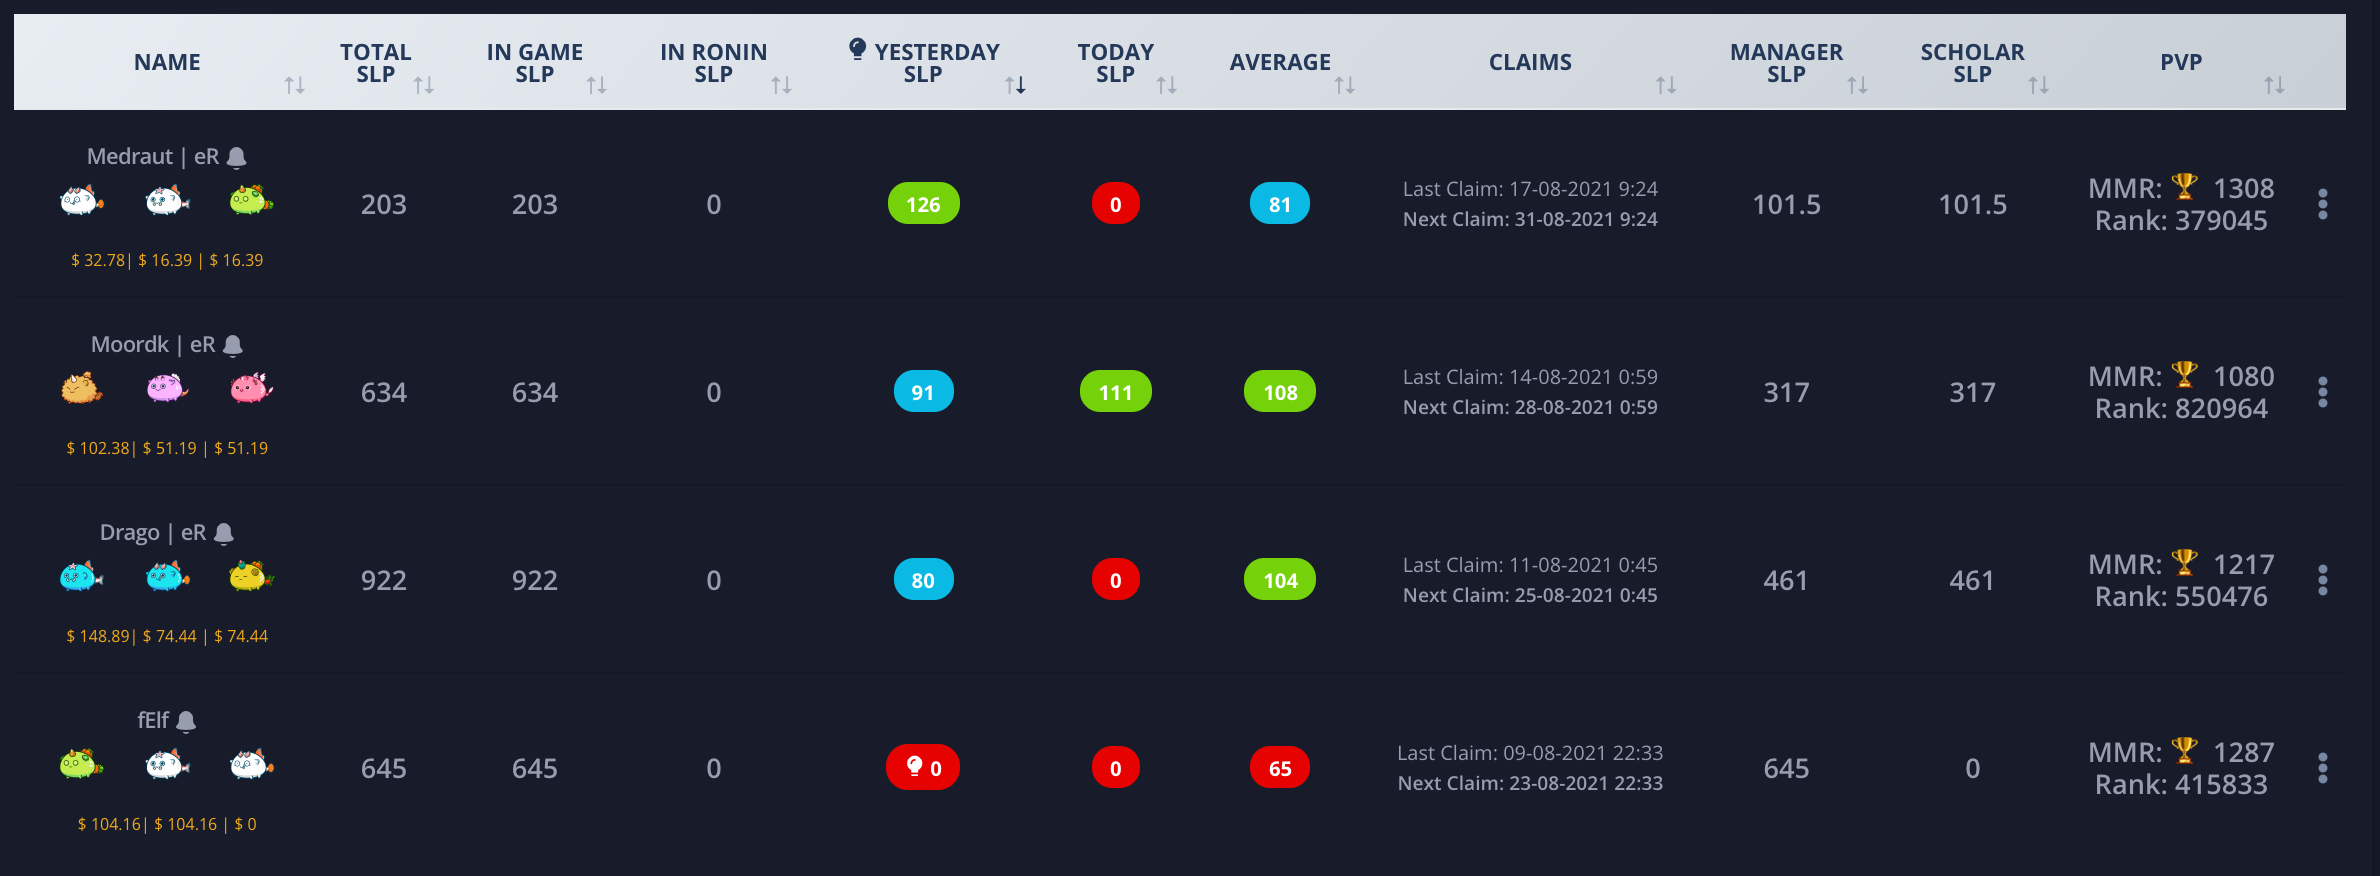 NAME
TOTAL SLP
IN GAME SLP
IN RONIN SLP
YESTERDAY SLP
TODAY SLP
AVERAGE
CLAIMS
MANAGER SLP
SCHOLAR SLP
PVP
Medraut | eR
$ 32.78| $ 16.39 | $ 16.39
203
203
0
126
0
81
Last Claim: 17-08-2021 9:24
Next Claim: 31-08-2021 9:24
101.5
101.5
MMR: 🏆 1308
Rank: 379045
Moordk | eR
$ 102.38| $ 51.19 | $ 51.19
634
634
0
91
111
108
Last Claim: 14-08-2021 0:59
Next Claim: 28-08-2021 0:59
317
317
MMR: 🏆 1080
Rank: 820964
Drago | eR
$ 148.89| $ 74.44 | $ 74.44
922
922
0
80
0
104
Last Claim: 11-08-2021 0:45
Next Claim: 25-08-2021 0:45
461
461
MMR: 🏆 1217
Rank: 550476
fElf
$ 104.16| $ 104.16 | $ 0
645
645
0
0
0
65
Last Claim: 09-08-2021 22:33
Next Claim: 23-08-2021 22:33
645
0
MMR: 🏆 1287
Rank: 415833